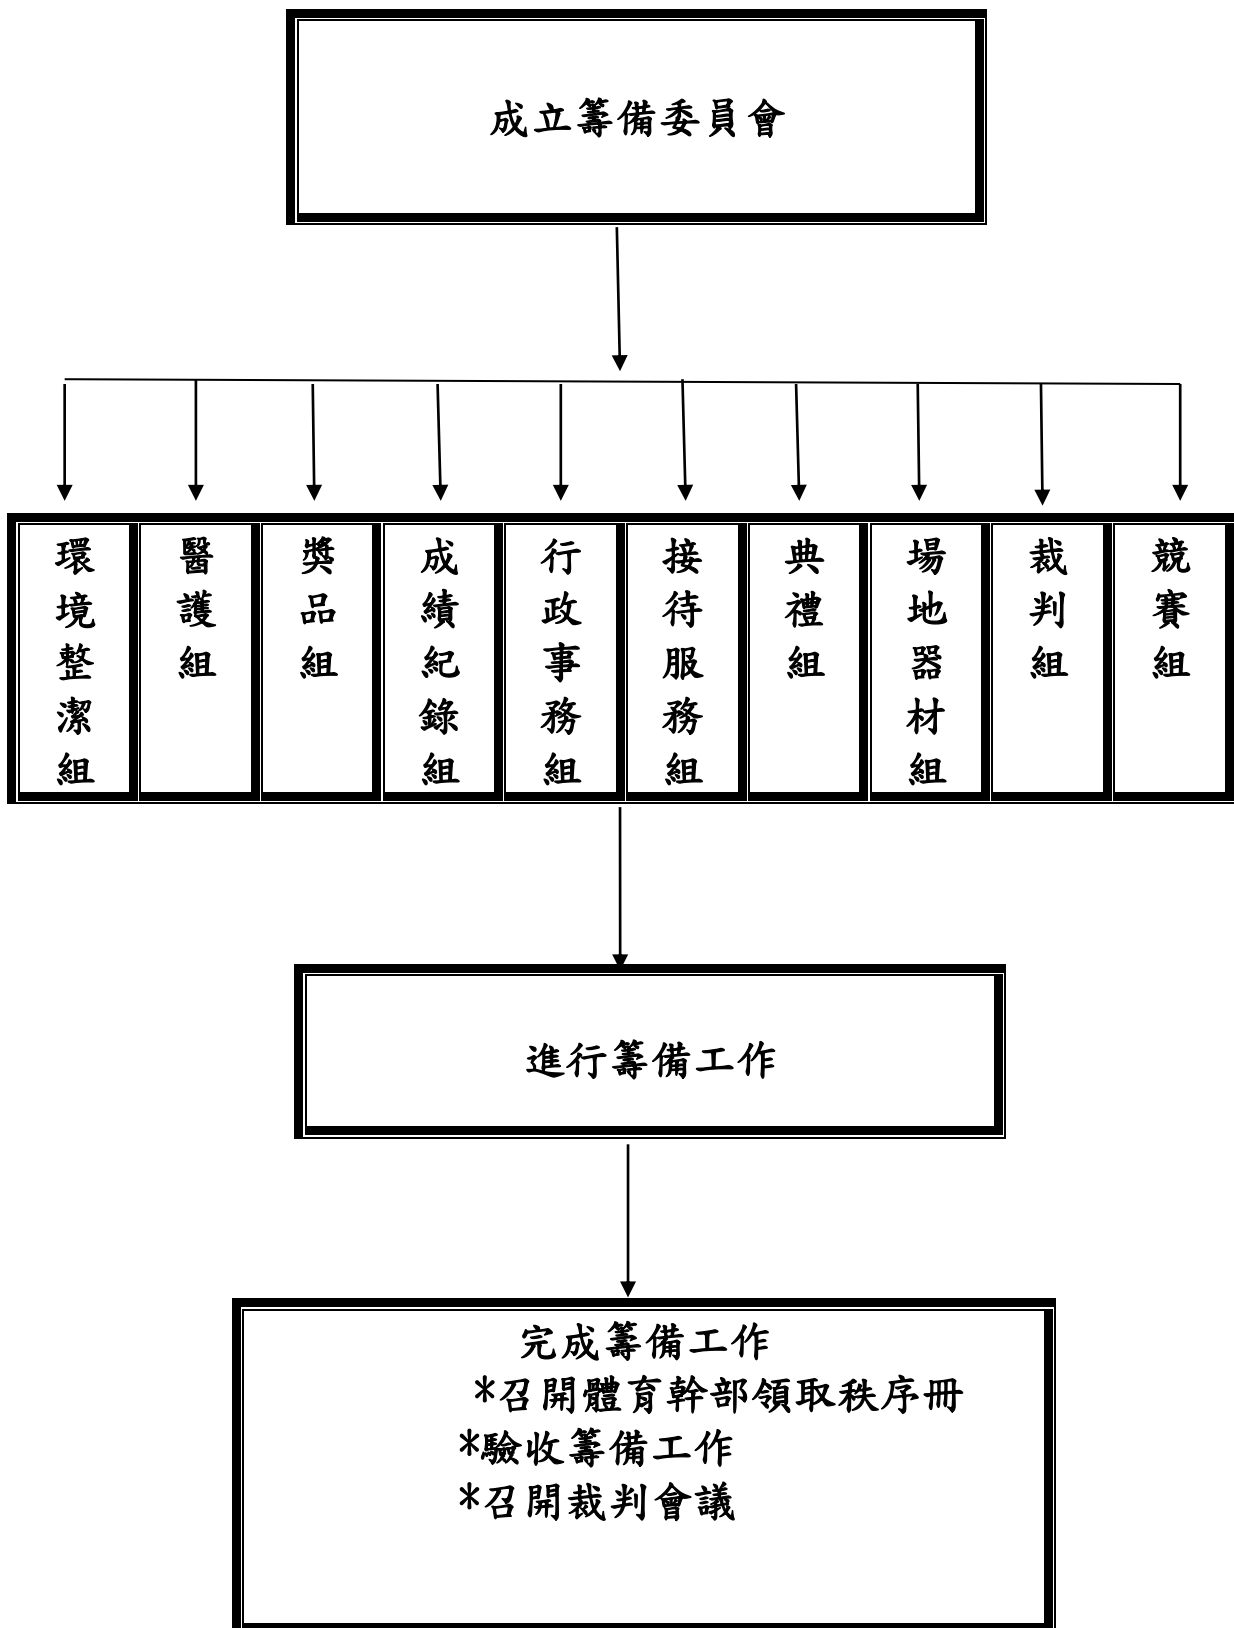 成立籌備委員會
環境整潔組
醫護組
獎品組
成績紀錄組
行政事務組
接待服務組
典禮組
場地器材組
裁判組
競賽組
進行籌備工作
完成籌備工作
*召開體育幹部領取秩序冊
*驗收籌備工作
*召開裁判會議